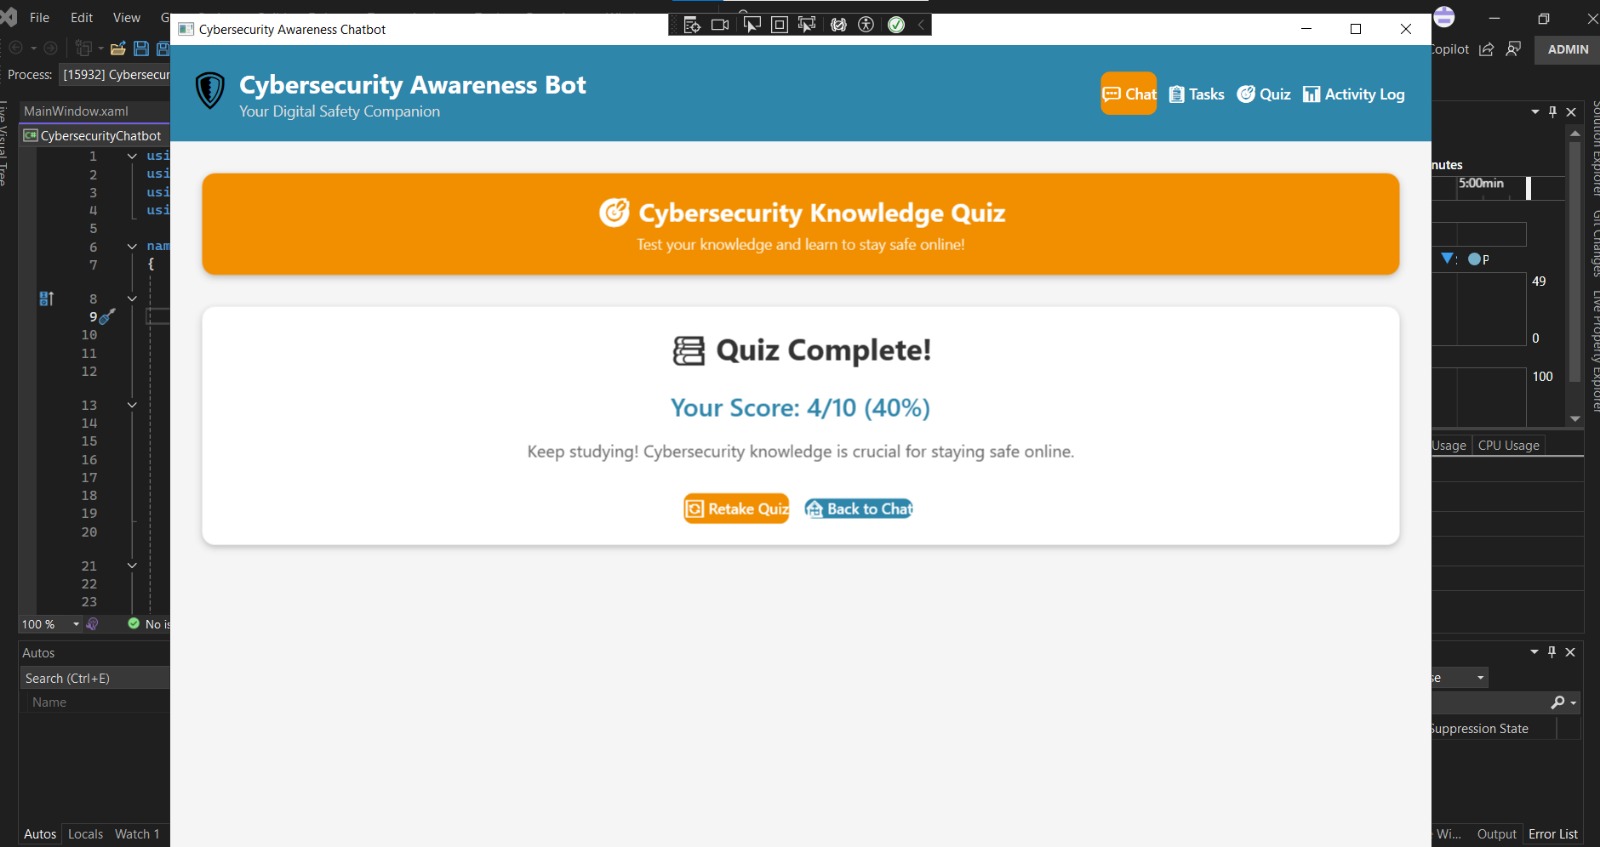 File Edit View
Cybersecurity Awareness Chatbot
Process: [15932] Cybersecur
Copilot
ADMIN
Cybersecurity Awareness Bot
Your Digital Safety Companion
Chat Tasks Quiz Activity Log
Live Visual Tree
MainWindow.xaml
CybersecurityChatbot
1 usi
2 usi
3 usi
4 usi
5
6 nam
7 {
8
9
10
11
12
13
14
15
16
17
18
19
20
21
22
23
100 % No is
Cybersecurity Knowledge Quiz
Test your knowledge and learn to stay safe online!
Quiz Complete!
Your Score: 4/10 (40%)
Keep studying! Cybersecurity knowledge is crucial for staying safe online.
Retake Quiz Back to Chat
nutes
5:00min
P
49
0
100
Usage CPU Usage
Solution Explorer
Git Changes
Live Property Explorer
Autos
Search (Ctrl+E)
Name
Autos Locals Watch 1
se
Suppression State
Wi... Output Error List